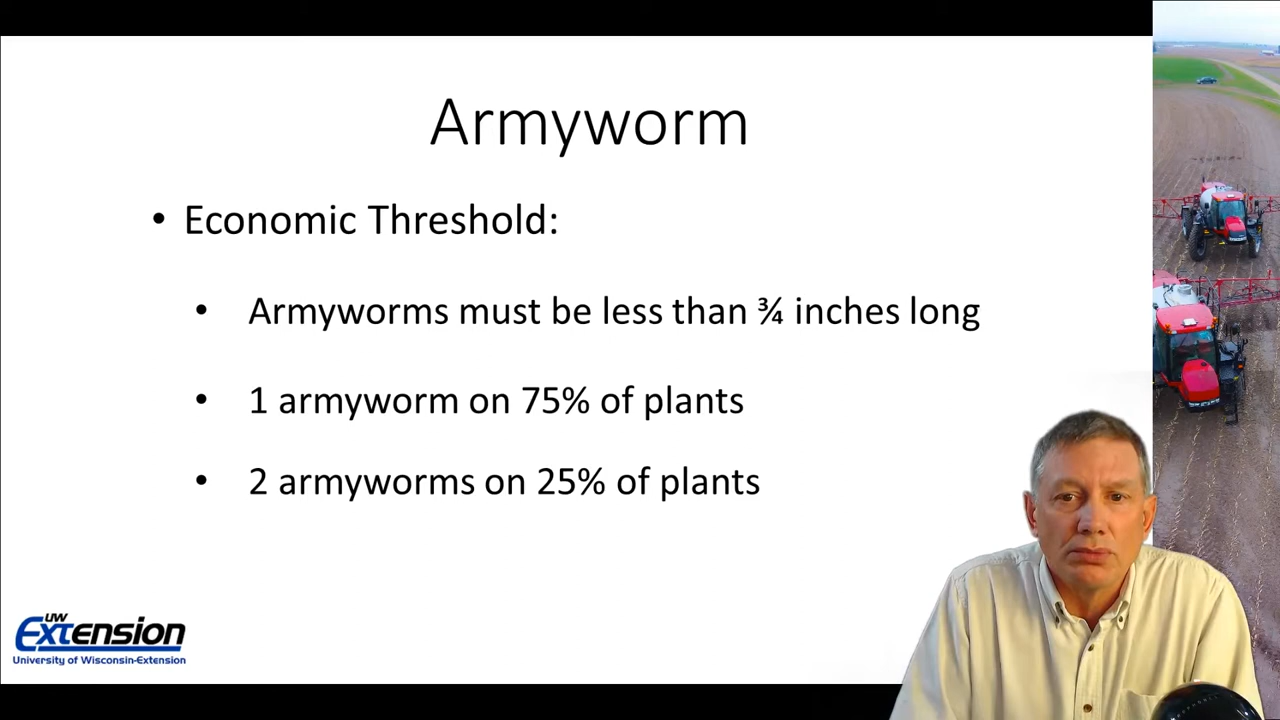 Armyworm
• Economic Threshold:
• Armyworms must be less than ¾ inches long
• 1 armyworm on 75% of plants
• 2 armyworms on 25% of plants
UW
Extension
University of Wisconsin-Extension